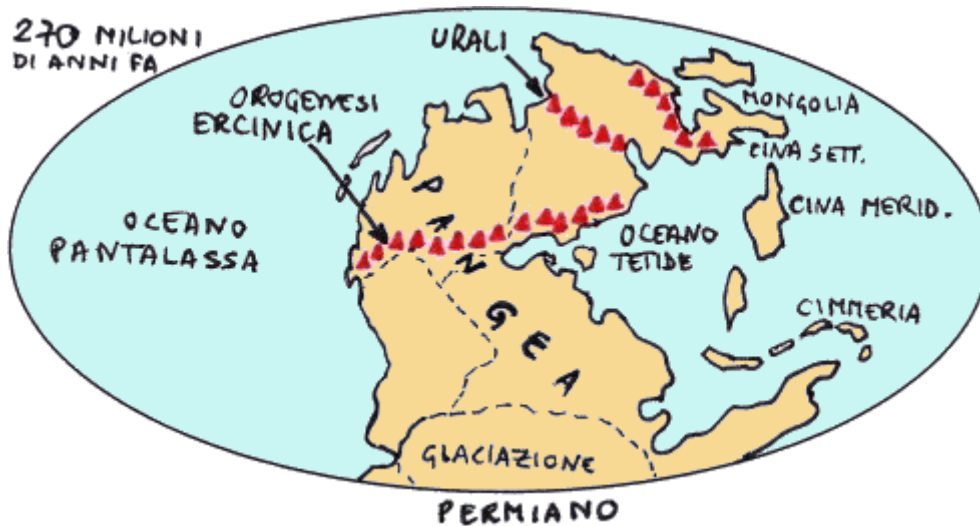 270 MILIONI
DI ANNI FA
URALI
OROGENESI
ERCINICA
MONGOLIA
CINA SETT.
CINA MERID.
OCEANO
PANTALASSA
OCEANO
TETIDE
PANGEA
CIMMERIA
GLACIAZIONE
PERMIANO